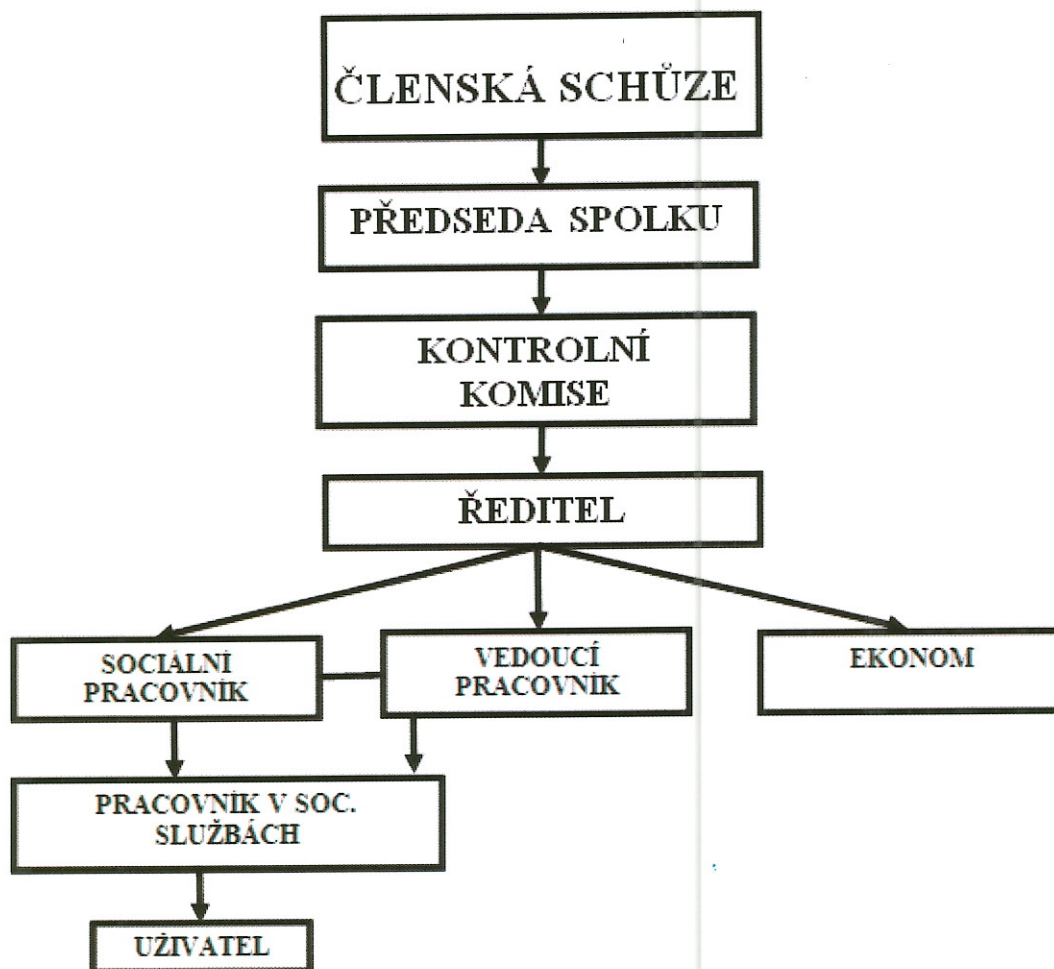 ČLENSKÁ SCHŮZE
PŘEDSEDA SPOLKU
KONTROLNÍ
KOMISE
ŘEDITEL
SOCIÁLNÍ
PRACOVNÍK
VEDOUCÍ
PRACOVNÍK
EKONOM
PRACOVNÍK V SOC.
SLUŽBÁCH
UŽIVATEL